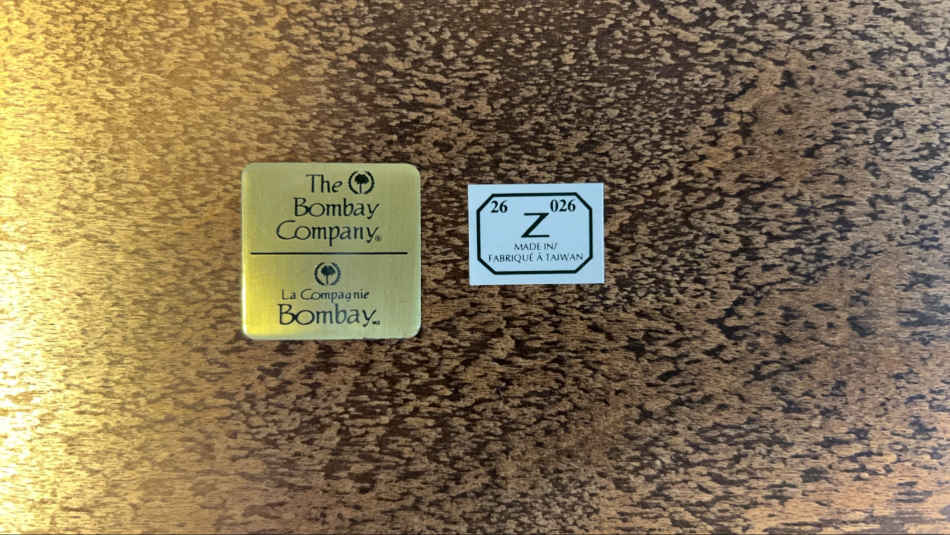 The
Bombay
Company®
La Compagnie
Bombay
26 026
Z
MADE IN/
FABRIQUÉ À TAIWAN